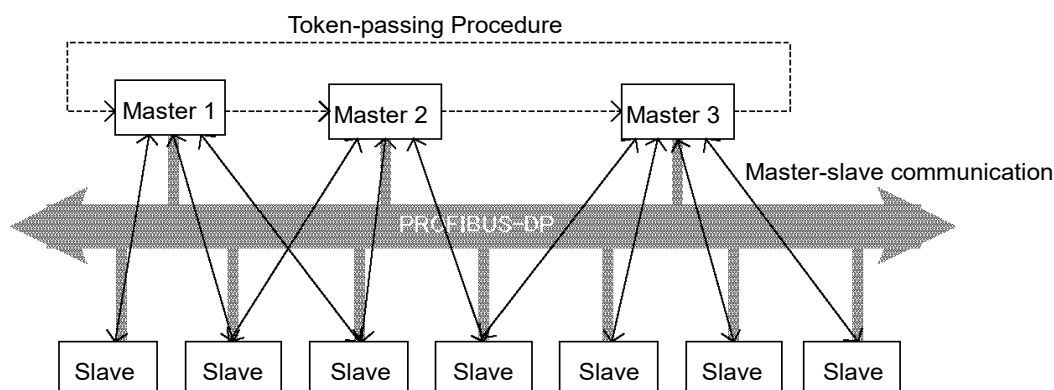 Token-passing Procedure
Master 1
Master 2
Master 3
Master-slave communication
PROFIBUS-DP
Slave
Slave
Slave
Slave
Slave
Slave
Slave